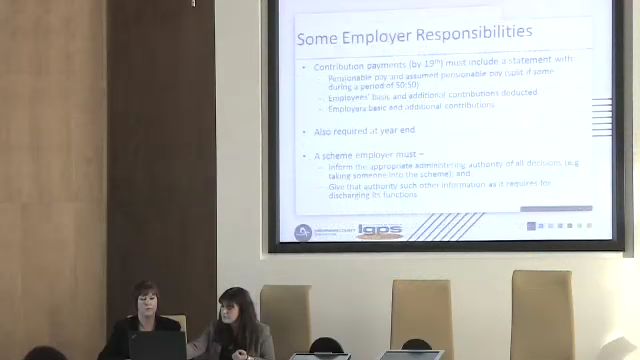 Some Employer Responsibilities
• Contribution payments (by 19th) must include a statement with:
– Pensionable pay and assumed pensionable pay (split if some
during a period of 50:50)
– Employees' basic and additional contributions deducted
– Employers basic and additional contributions
• Also required at year end
• A scheme employer must –
– Inform the appropriate administering authority of all decisions (e.g.
taking someone into the scheme); and
– Give that authority such other information as it requires for
discharging its functions
lgps